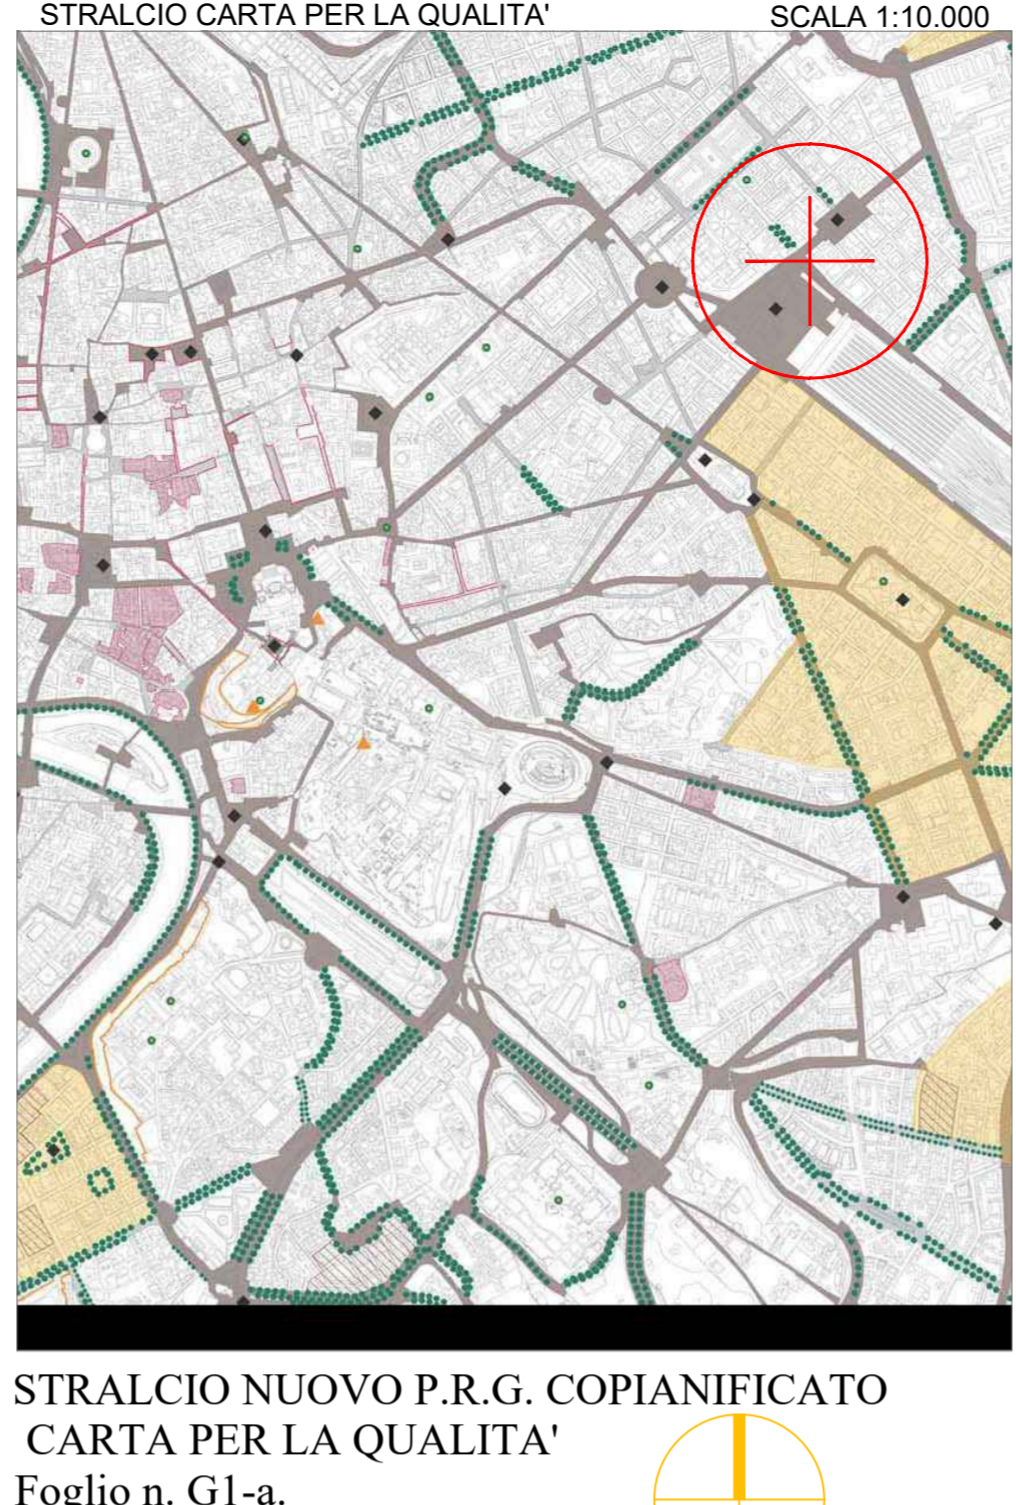 STRALCIO CARTA PER LA QUALITA'
SCALA 1:10.000
STRALCIO NUOVO P.R.G. COPIANIFICATO
CARTA PER LA QUALITA'
Foglio n. G1-a.